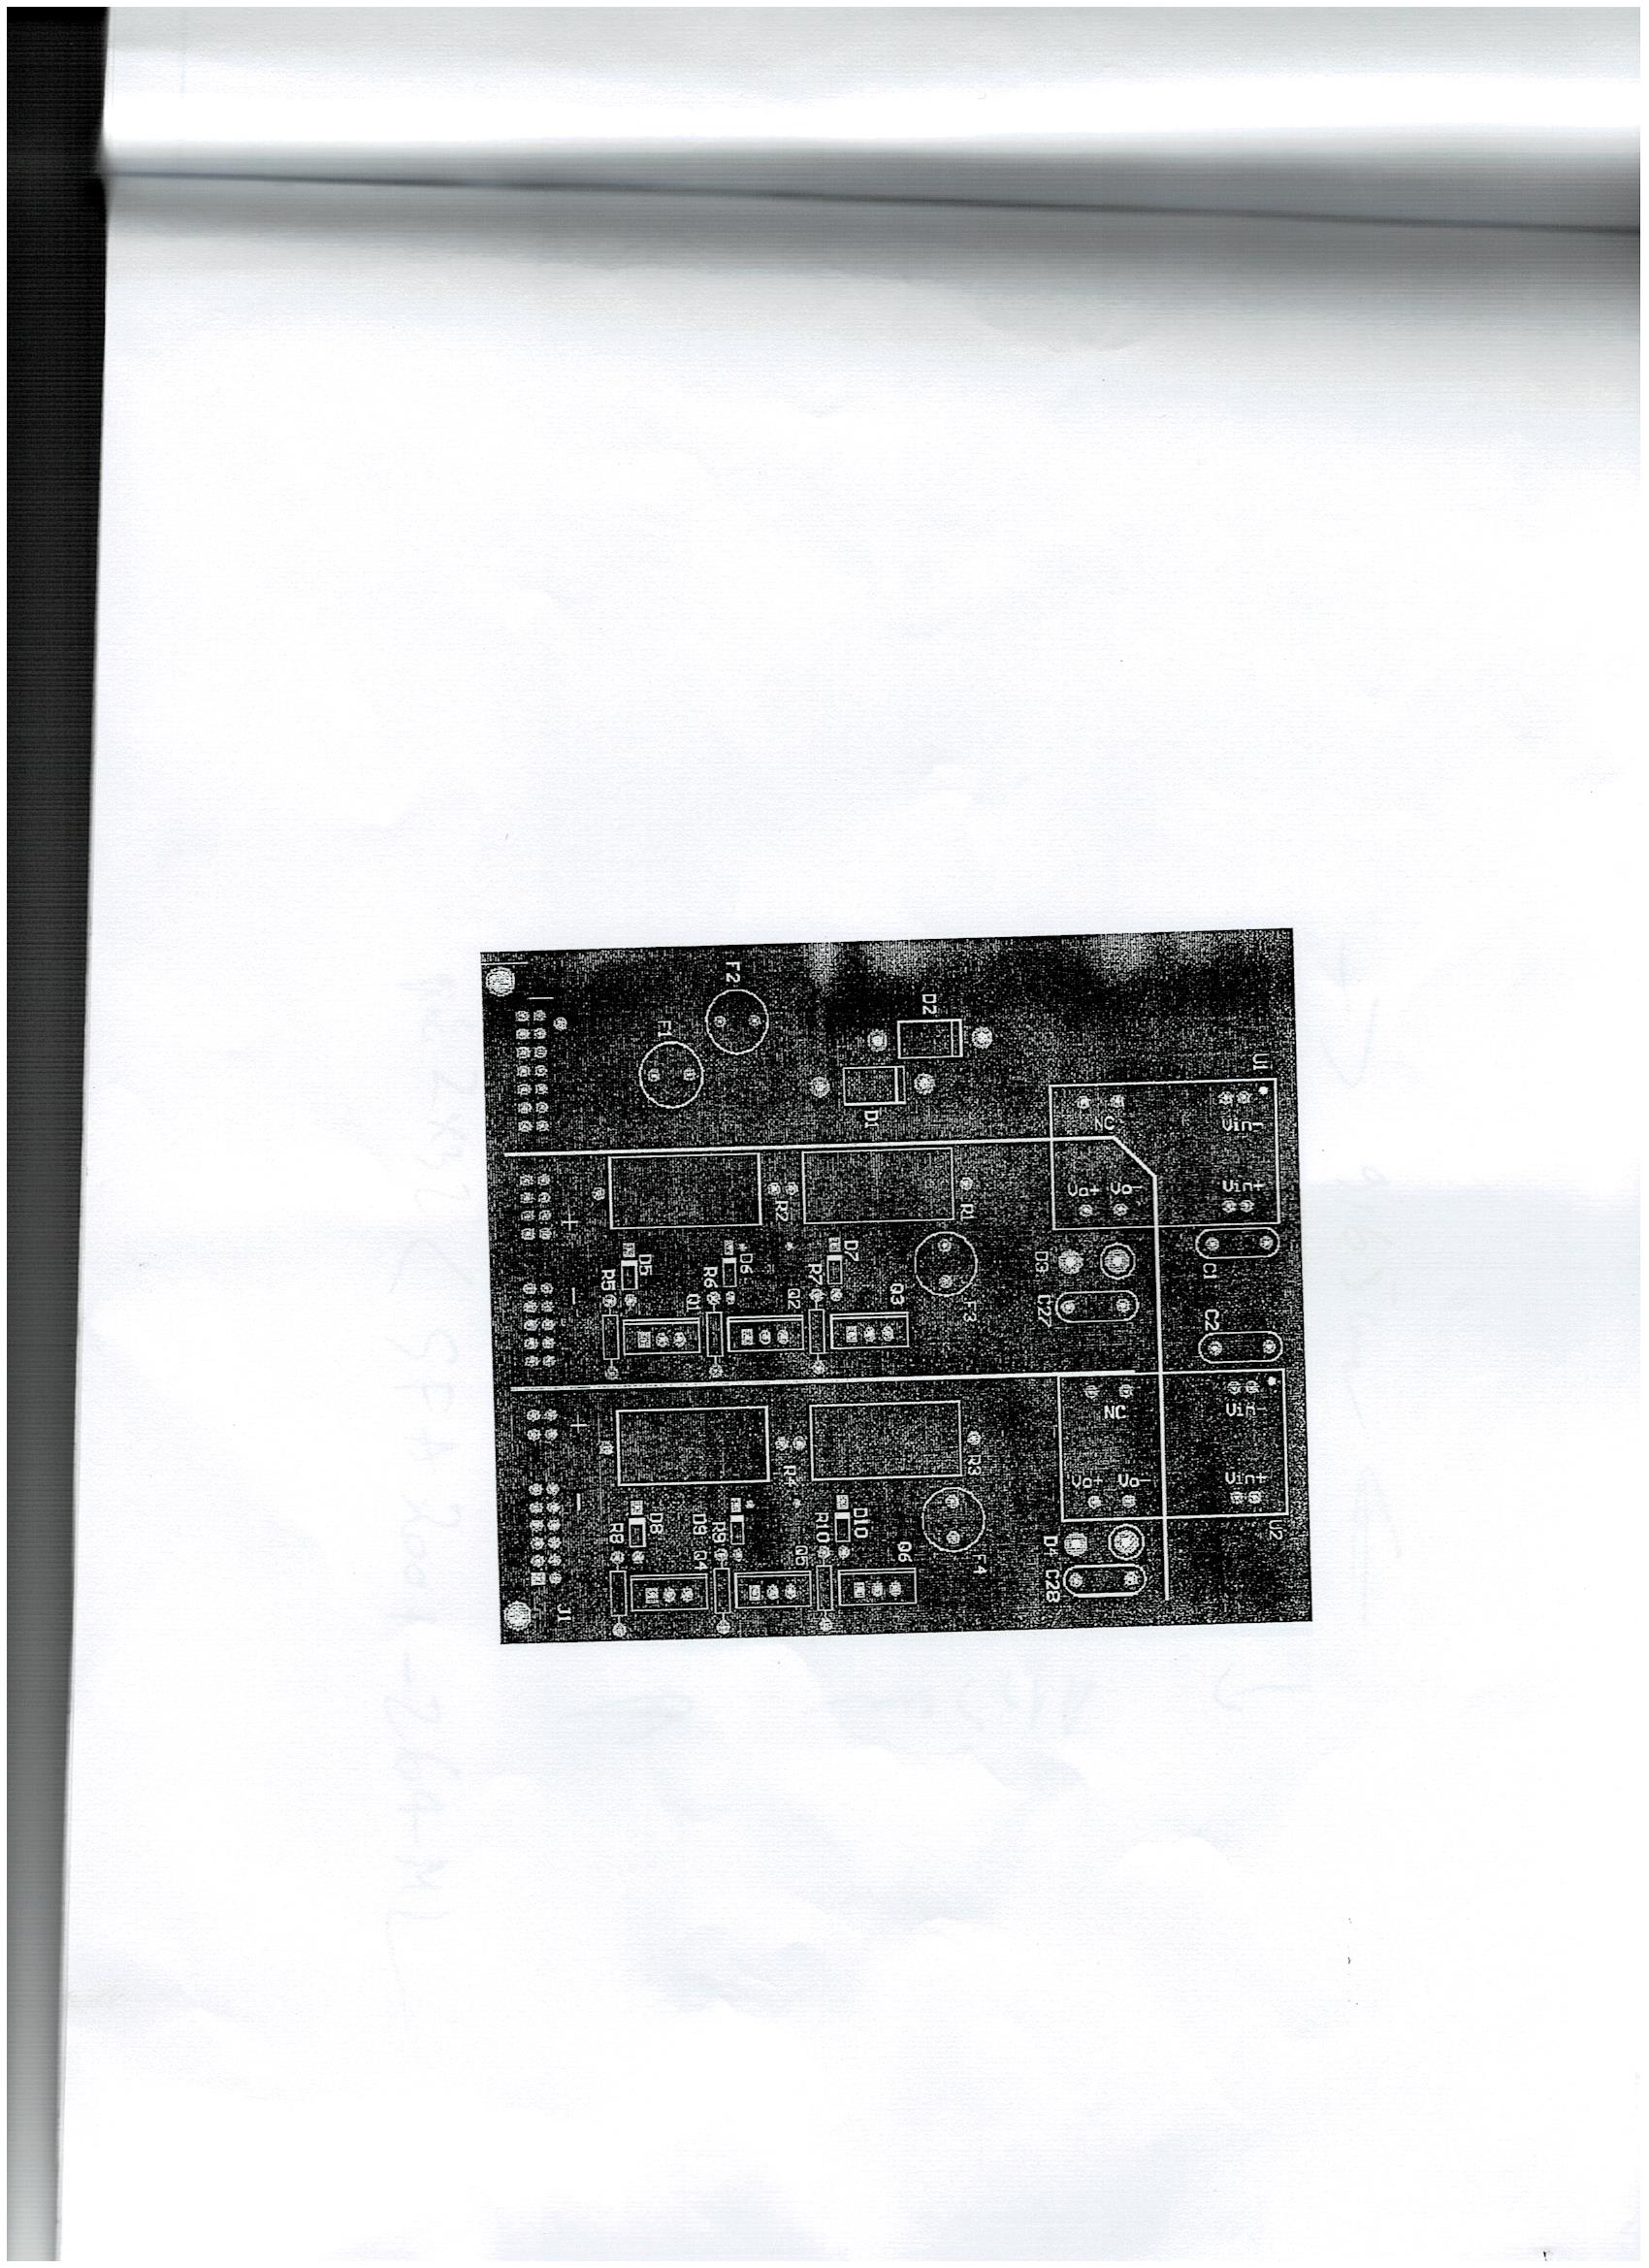 U1 U2
Vin- Vin+ C1 C2 Vin- Vin+
NC Vo+ Vo- NC Vo+ Vo-
D3 C27 C28
D2 D1
R1 F3 R3 F4
D7 R7 Q3 D10 R10 Q6
F2 F1
R2 D6 R6 Q2 R4 D9 R9 Q5
D5 R5 Q1 D8 R8 Q4
- + - + -
J1